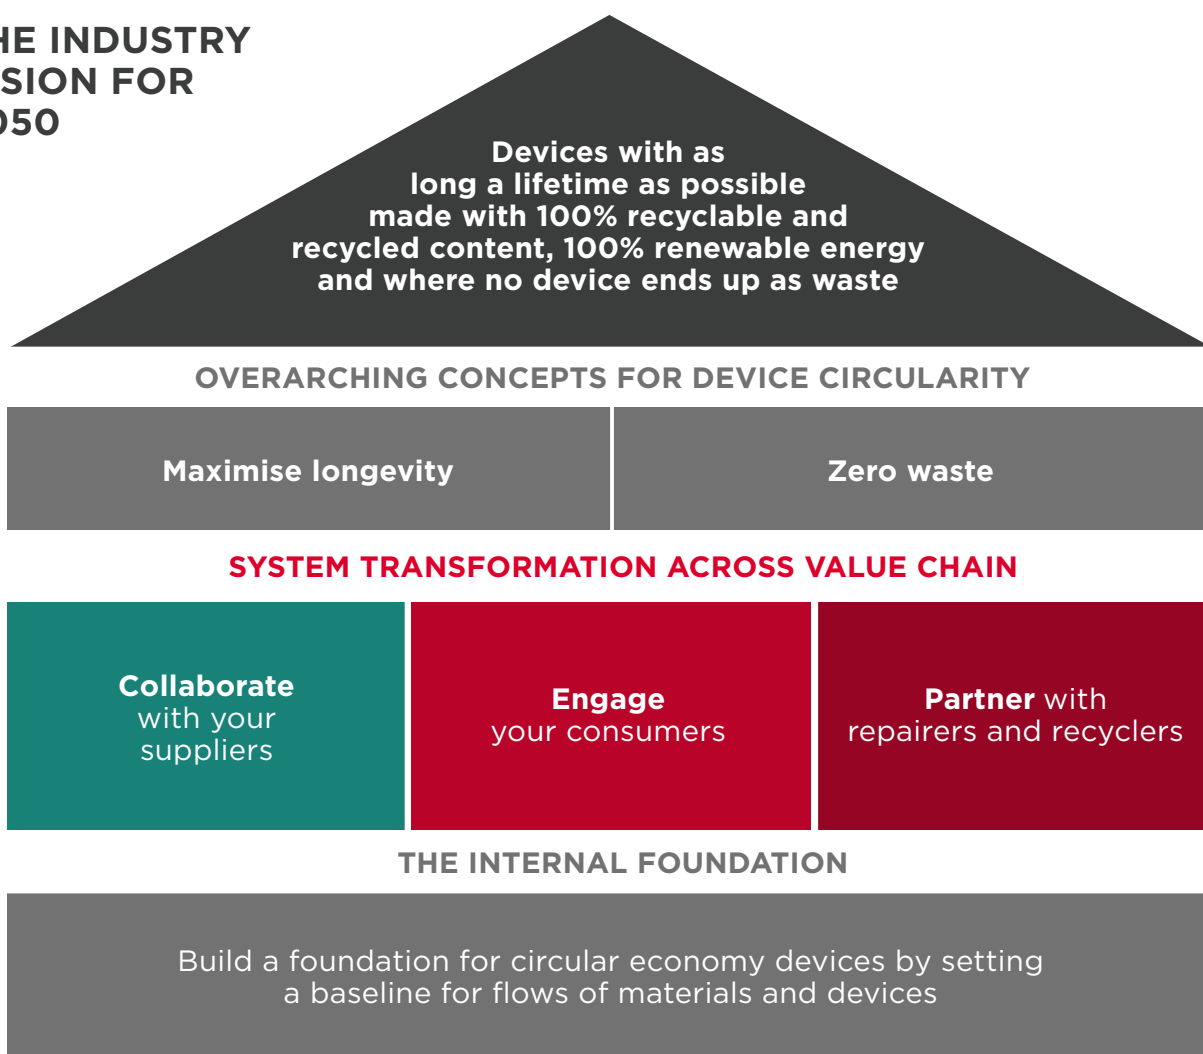 HE INDUSTRY
SION FOR
050
Devices with as
long a lifetime as possible
made with 100% recyclable and
recycled content, 100% renewable energy
and where no device ends up as waste
OVERARCHING CONCEPTS FOR DEVICE CIRCULARITY
Maximise longevity
Zero waste
SYSTEM TRANSFORMATION ACROSS VALUE CHAIN
Collaborate
with your
suppliers
Engage
your consumers
Partner with
repairers and recyclers
THE INTERNAL FOUNDATION
Build a foundation for circular economy devices by setting
a baseline for flows of materials and devices